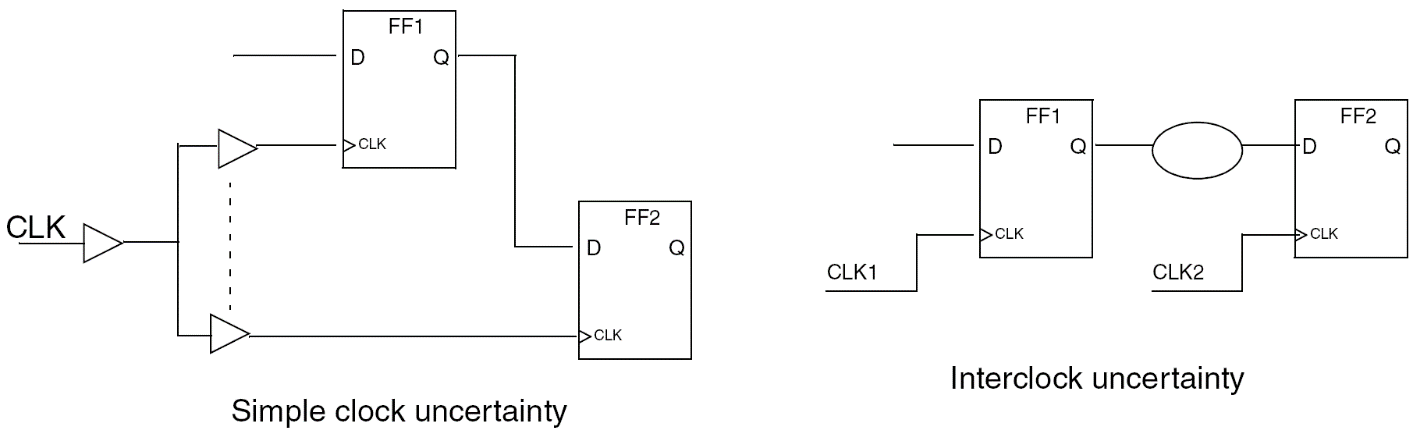 FF1
D Q
CLK
CLK
FF2
D Q
CLK
Simple clock uncertainty
FF1
D Q
CLK
CLK1
FF2
D Q
CLK
CLK2
Interclock uncertainty